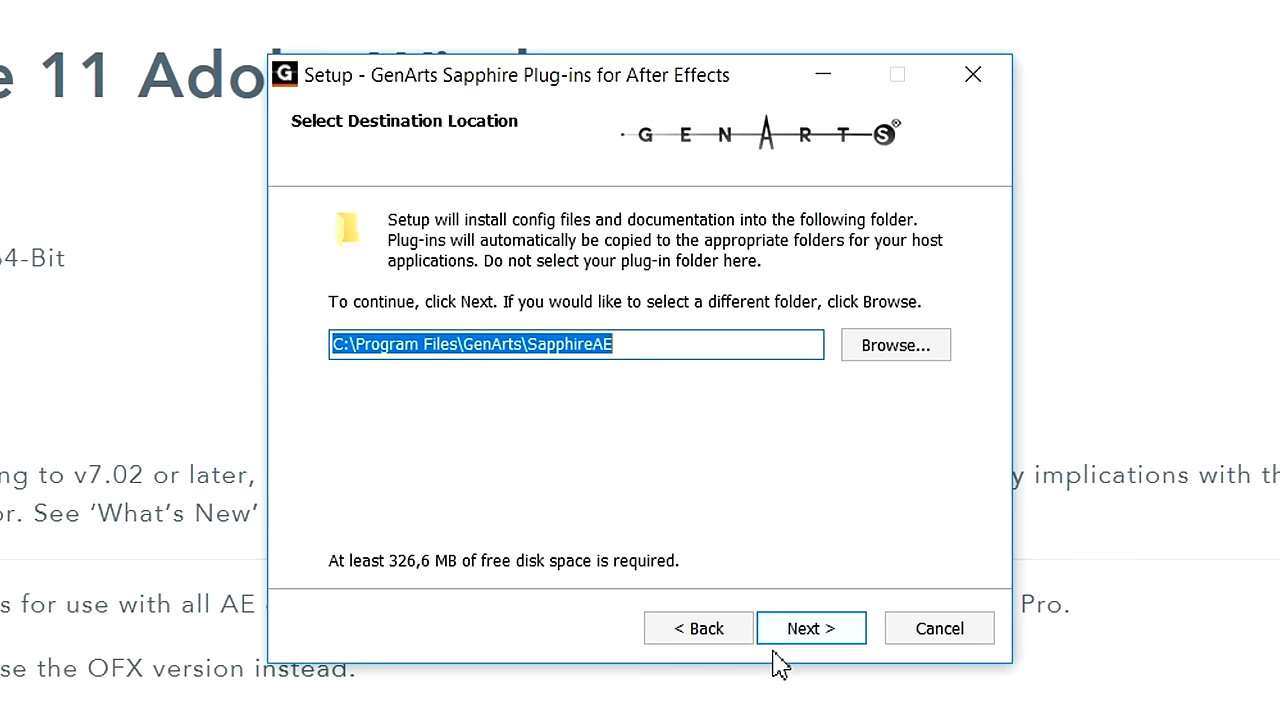 e 11 Ado
G Setup - GenArts Sapphire Plug-ins for After Effects
Select Destination Location
GENARTS®
Setup will install config files and documentation into the following folder.
Plug-ins will automatically be copied to the appropriate folders for your host
applications. Do not select your plug-in folder here.
64-Bit
To continue, click Next. If you would like to select a different folder, click Browse.
C:\Program Files\GenArts\SapphireAE
Browse...
ng to v7.02 or later,
y implications with th
or. See ‘What’s New’
At least 326,6 MB of free disk space is required.
s for use with all AE
Pro.
< Back
Next >
Cancel
se the OFX version instead.